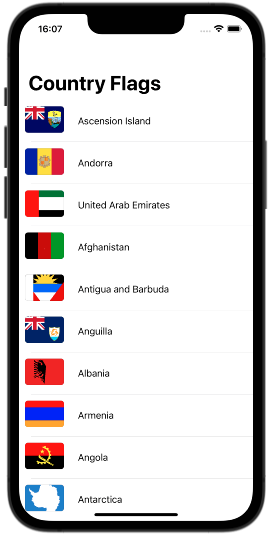 16:07
Country Flags
Ascension Island
Andorra
United Arab Emirates
Afghanistan
Antigua and Barbuda
Anguilla
Albania
Armenia
Angola
Antarctica